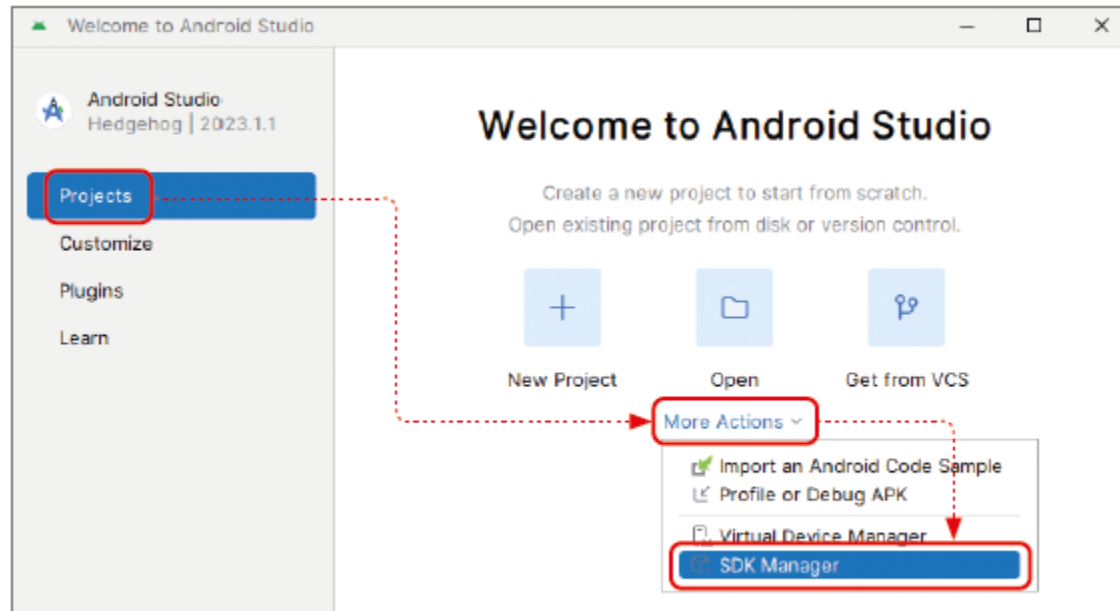 Welcome to Android Studio
Android Studio
Hedgehog | 2023.1.1
Projects
Customize
Plugins
Learn
Welcome to Android Studio
Create a new project to start from scratch.
Open existing project from disk or version control.
New Project
Open
Get from VCS
More Actions
Import an Android Code Sample
Profile or Debug APK
Virtual Device Manager
SDK Manager